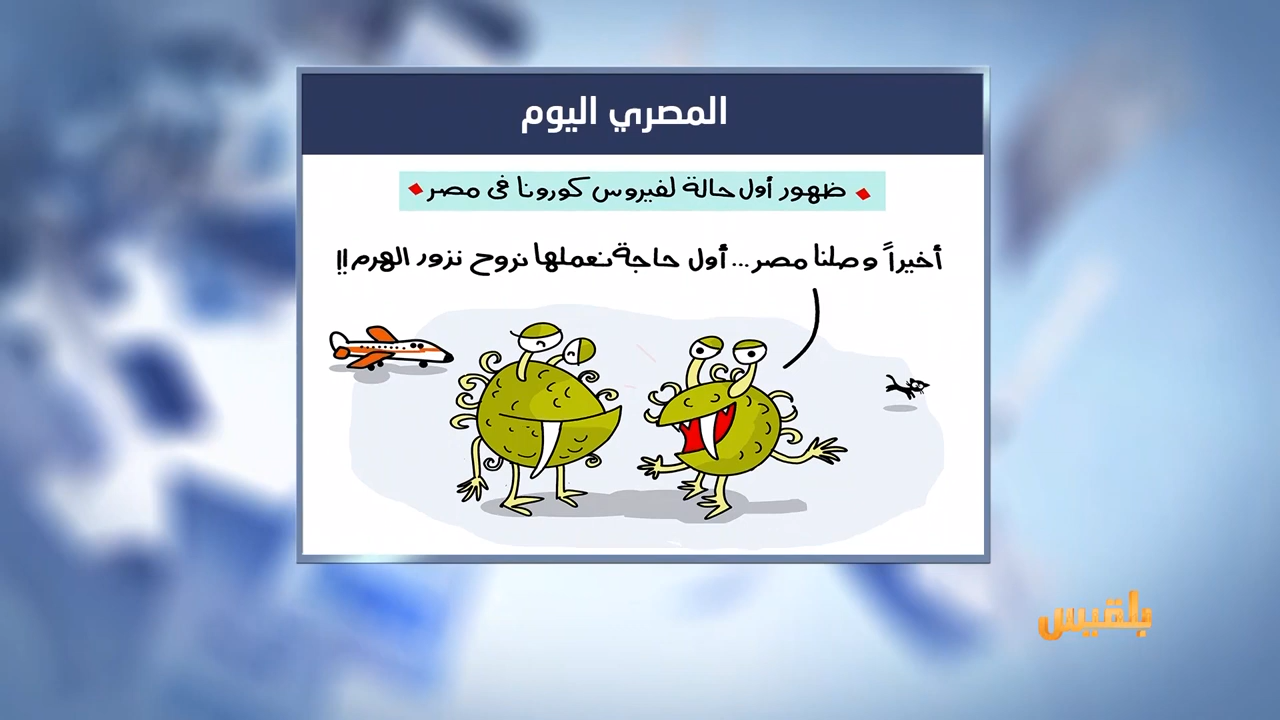 المصري اليوم
ظهور أول حالة لفيروس كورونا فى مصر
أخيراً وصلنا مصر... أول حاجة نعملها نروح نزور الهرم!!
بلقيس